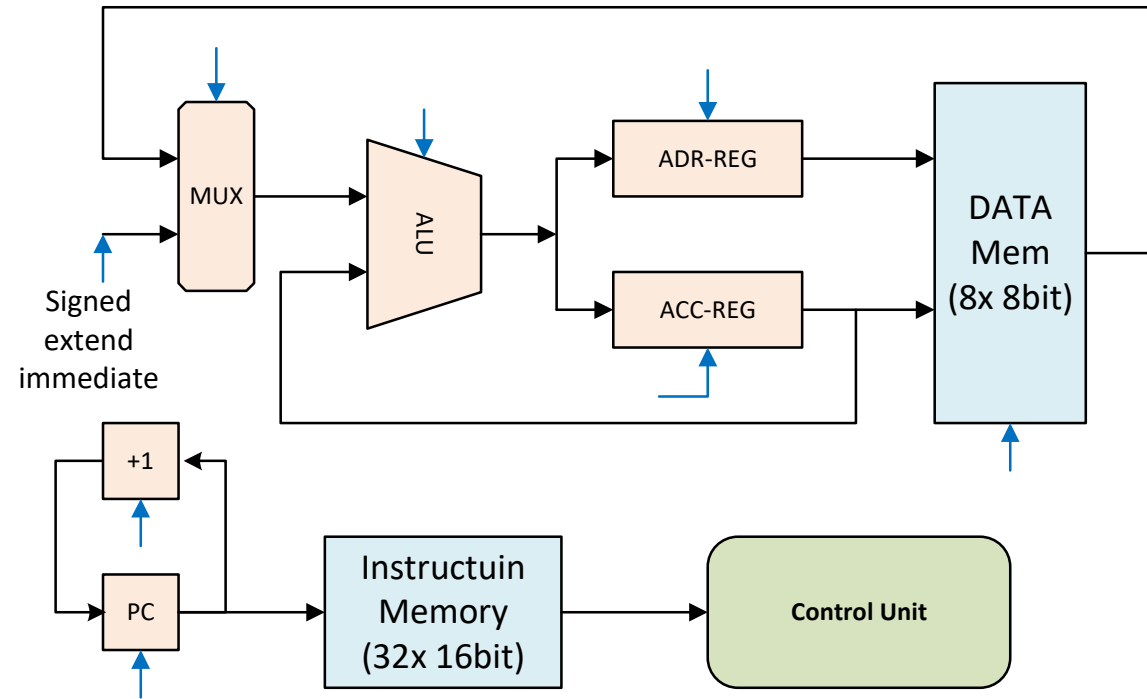 MUX
ALU
ADR-REG
ACC-REG
DATA
Mem
(8x 8bit)
Signed
extend
immediate
+1
PC
Instructuin
Memory
(32x 16bit)
Control Unit